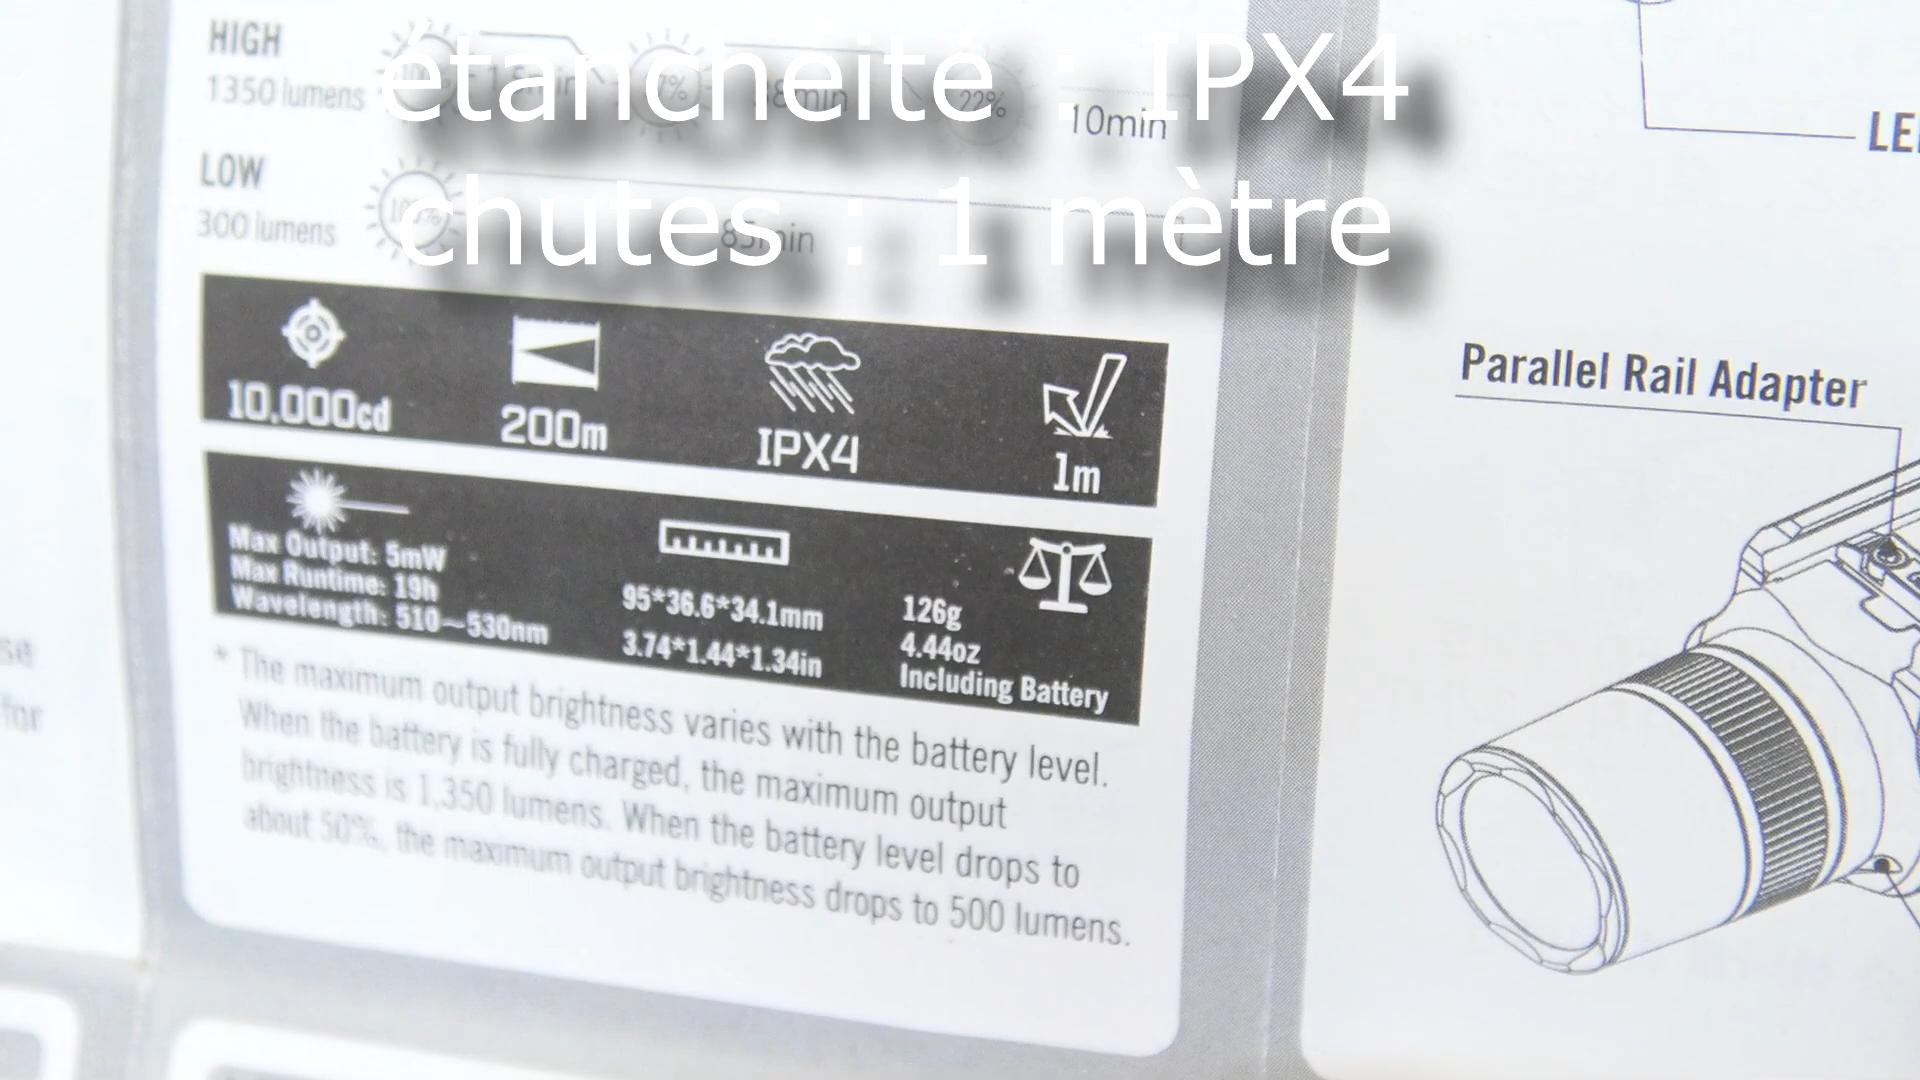 étanchéité : IPX4
chutes : 1 mètre
HIGH
1350 lumens
22%
10min
LOW
300 lumens
10,000cd
200m
IPX4
1m
Max Output: 5mW
Max Runtime: 19h
Wavelength: 510~530nm
95*36.6*34.1mm
3.74*1.44*1.34in
126g
4.44oz
Including Battery
* The maximum output brightness varies with the battery level.
When the battery is fully charged, the maximum output
brightness is 1,350 lumens. When the battery level drops to
about 50%, the maximum output brightness drops to 500 lumens.
Parallel Rail Adapter
for